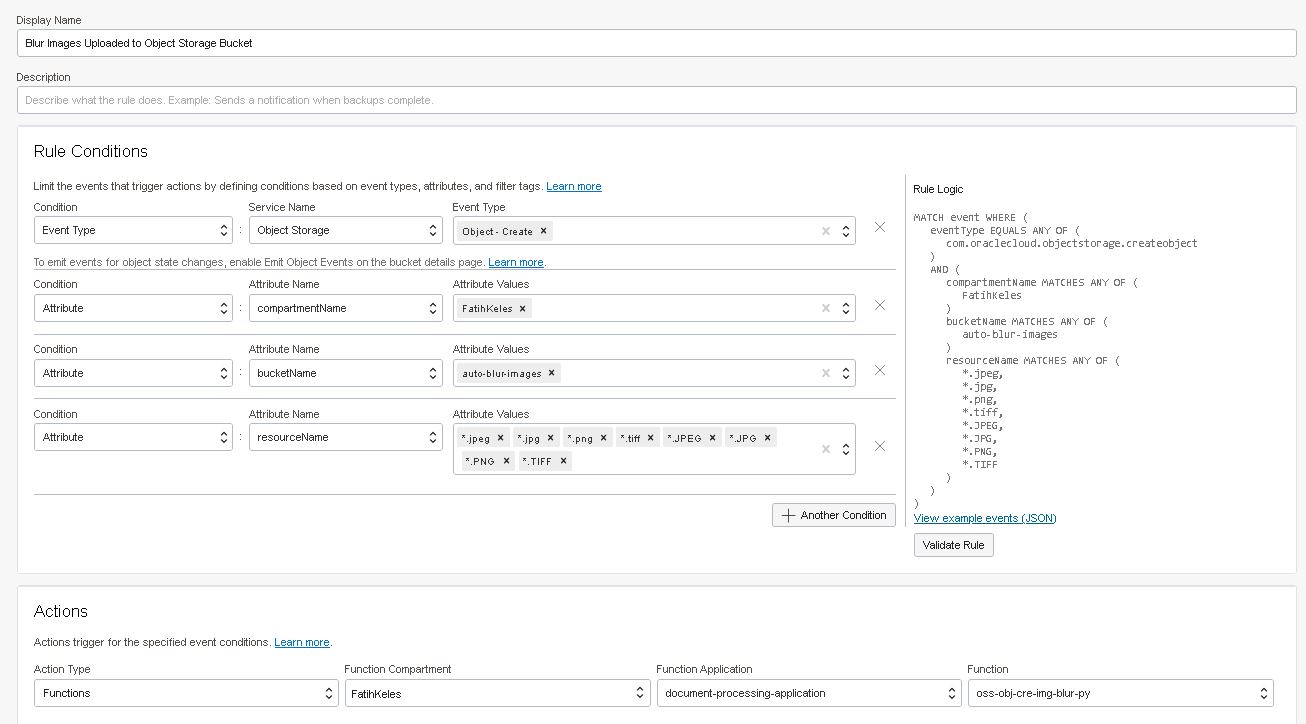 Display Name
Blur Images Uploaded to Object Storage Bucket
Description
Describe what the rule does. Example: Sends a notification when backups complete.
Rule Conditions
Limit the events that trigger actions by defining conditions based on event types, attributes, and filter tags. Learn more
Condition Service Name Event Type
Event Type : Object Storage Object - Create × ×
To emit events for object state changes, enable Emit Object Events on the bucket details page. Learn more.
Condition Attribute Name Attribute Values
Attribute : compartmentName FatihKeles × ×
Condition Attribute Name Attribute Values
Attribute : bucketName auto-blur-images × ×
Condition Attribute Name Attribute Values
Attribute : resourceName *.jpeg × *.jpg × *.png × *.tiff × *.JPEG × *.JPG ×
*.PNG × *.TIFF ×
+ Another Condition
Rule Logic
MATCH event WHERE (
eventType EQUALS ANY OF (
com.oraclecloud.objectstorage.createobject
)
AND (
compartmentName MATCHES ANY OF (
FatihKeles
)
bucketName MATCHES ANY OF (
auto-blur-images
)
resourceName MATCHES ANY OF (
*.jpeg,
*.jpg,
*.png,
*.tiff,
*.JPEG,
*.JPG,
*.PNG,
*.TIFF
)
)
)
View example events (JSON)
Validate Rule
Actions
Actions trigger for the specified event conditions. Learn more.
Action Type Function Compartment Function Application Function
Functions FatihKeles document-processing-application oss-obj-cre-img-blur-py